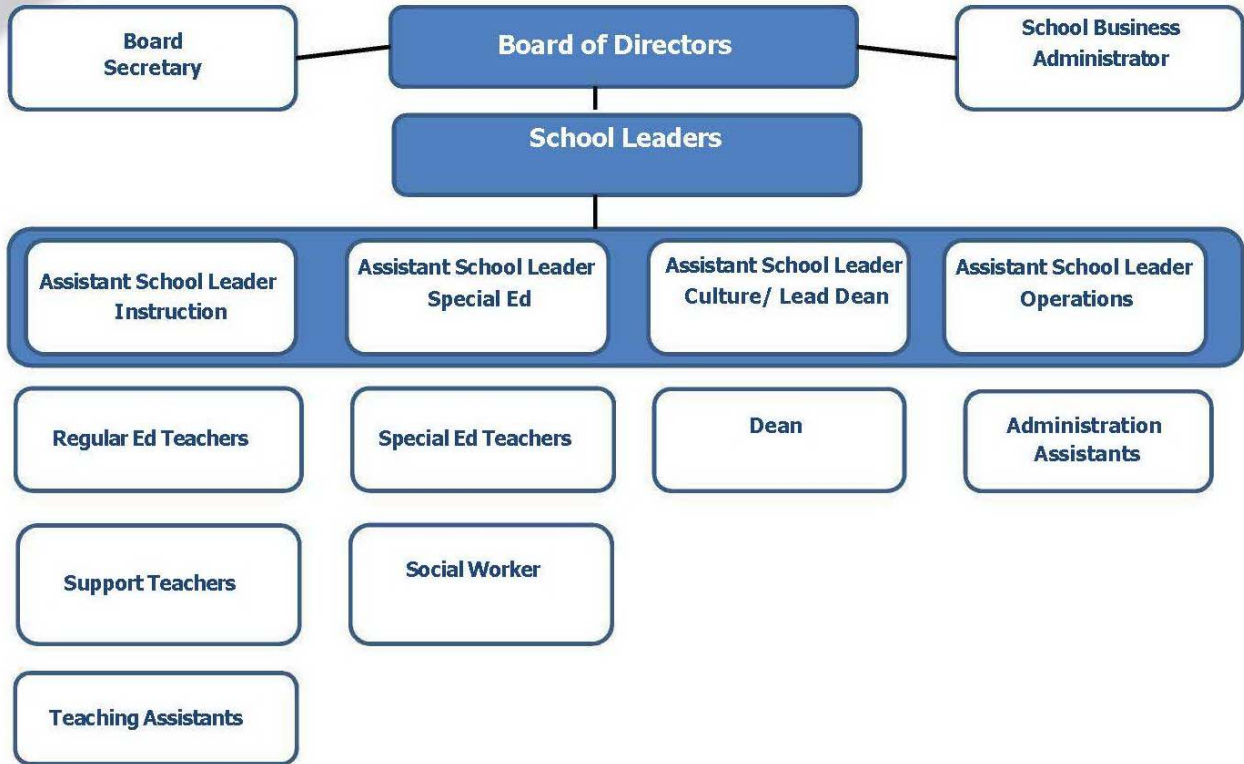 Board
Secretary
Board of Directors
School Business
Administrator
School Leaders
Assistant School Leader
Instruction
Assistant School Leader
Special Ed
Assistant School Leader
Culture/ Lead Dean
Assistant School Leader
Operations
Regular Ed Teachers
Special Ed Teachers
Dean
Administration
Assistants
Support Teachers
Social Worker
Teaching Assistants